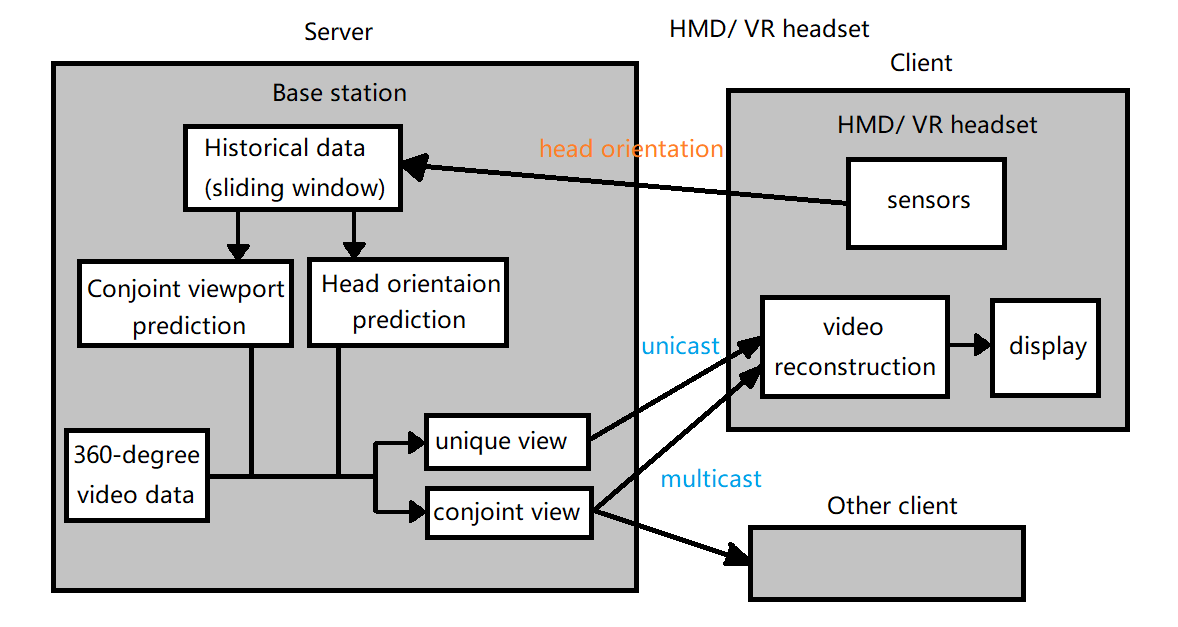 Server
HMD/ VR headset
Client
Base station
HMD/ VR headset
Historical data
(sliding window)
head orientation
sensors
Conjoint viewport
prediction
Head orientaion
prediction
unicast
video
reconstruction
display
360-degree
video data
unique view
conjoint view
multicast
Other client